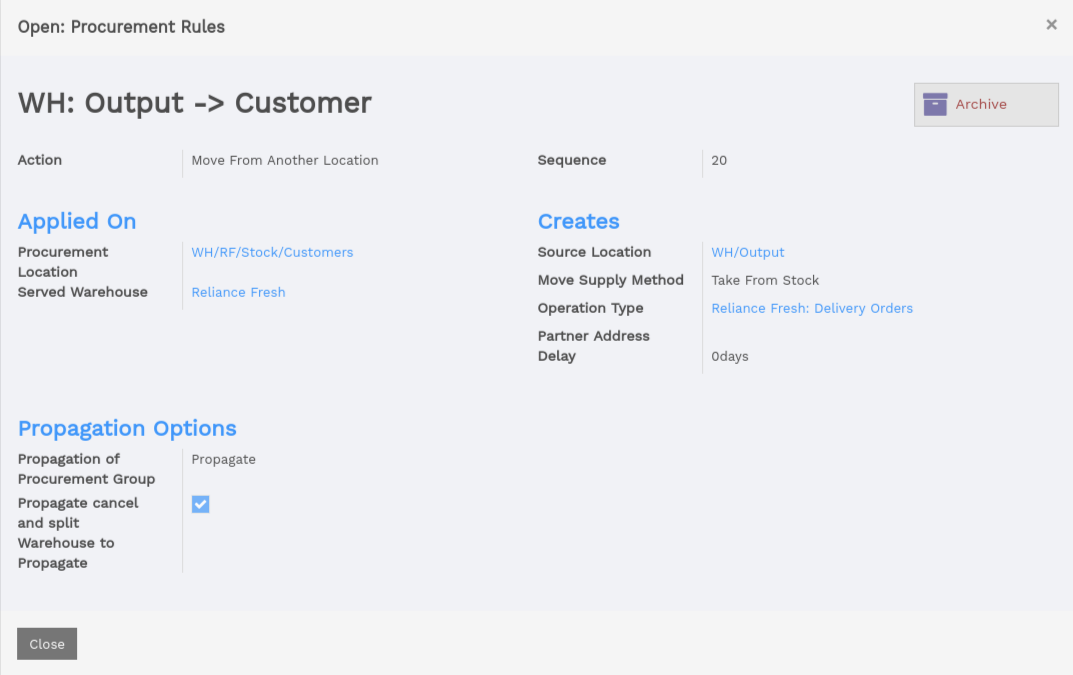 Open: Procurement Rules
×
WH: Output -> Customer
Archive
Action
Move From Another Location
Sequence
20
Applied On
Procurement
Location
WH/RF/Stock/Customers
Served Warehouse
Reliance Fresh
Creates
Source Location
WH/Output
Move Supply Method
Take From Stock
Operation Type
Reliance Fresh: Delivery Orders
Partner Address
Delay
0days
Propagation Options
Propagation of
Procurement Group
Propagate
Propagate cancel
and split
Warehouse to
Propagate
Close